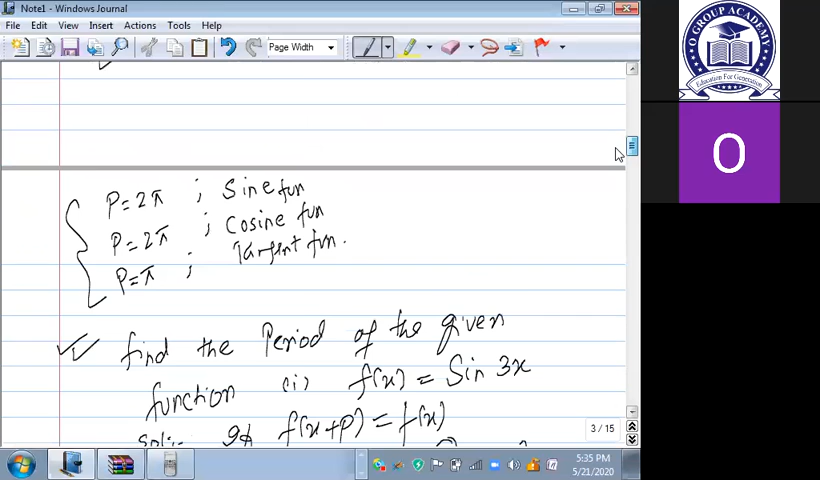 Note1 - Windows Journal
File Edit View Insert Actions Tools Help
Page Width
P = 2π ; Sine fun
P = 2π ; Cosine fun
P = π ; Tangent fun.
find the Period of the given
function (i) f(x) = Sin 3x
f(x+p) = f(x)
3 / 15
5:35 PM
5/21/2020
O GROUP ACADEMY
Education For Generation
O